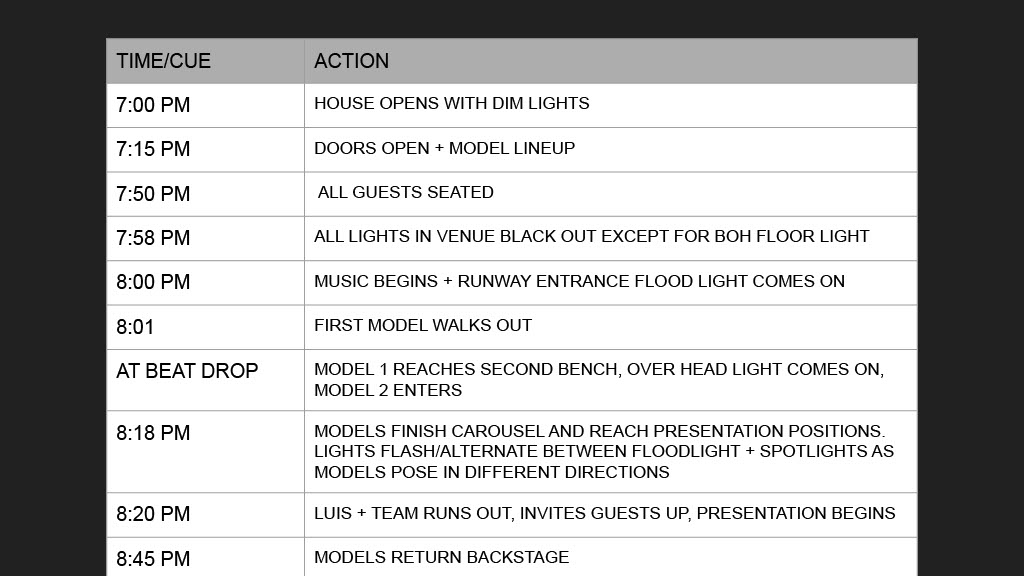 TIME/CUE ACTION
7:00 PM HOUSE OPENS WITH DIM LIGHTS
7:15 PM DOORS OPEN + MODEL LINEUP
7:50 PM ALL GUESTS SEATED
7:58 PM ALL LIGHTS IN VENUE BLACK OUT EXCEPT FOR BOH FLOOR LIGHT
8:00 PM MUSIC BEGINS + RUNWAY ENTRANCE FLOOD LIGHT COMES ON
8:01 FIRST MODEL WALKS OUT
AT BEAT DROP MODEL 1 REACHES SECOND BENCH, OVER HEAD LIGHT COMES ON,
MODEL 2 ENTERS
8:18 PM MODELS FINISH CAROUSEL AND REACH PRESENTATION POSITIONS.
LIGHTS FLASH/ALTERNATE BETWEEN FLOODLIGHT + SPOTLIGHTS AS
MODELS POSE IN DIFFERENT DIRECTIONS
8:20 PM LUIS + TEAM RUNS OUT, INVITES GUESTS UP, PRESENTATION BEGINS
8:45 PM MODELS RETURN BACKSTAGE